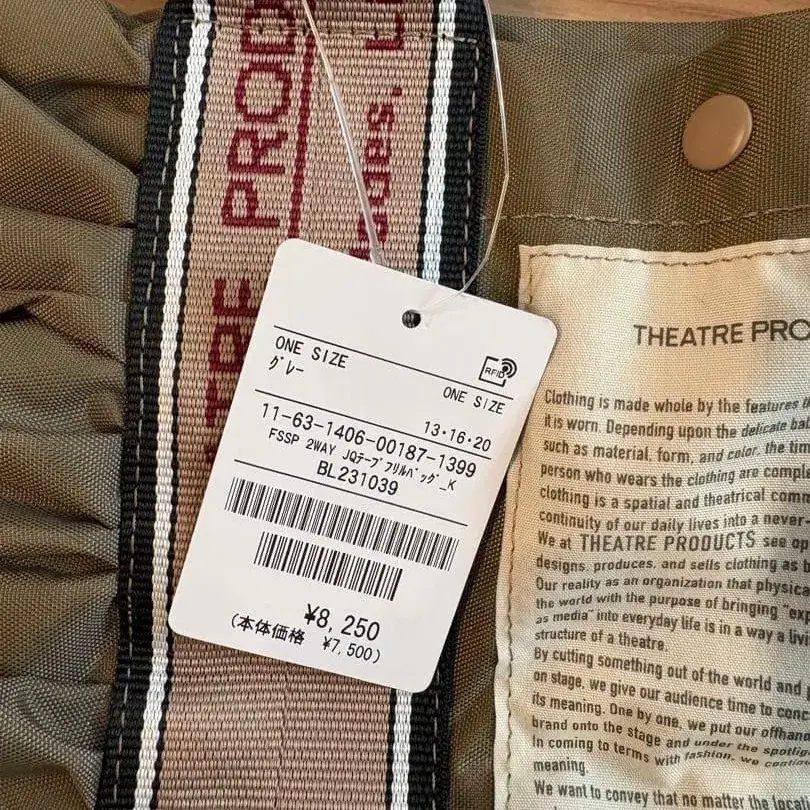 PROD
ONE SIZE
グレー
RFID
ONE SIZE
13・16・20
11-63-1406-00187-1399
FSSP 2WAY JQテープフリルバッグ_K
BL231039
¥8,250
(本体価格 ¥7,500)
THEATRE PRO
Clothing is made whole by the features
it is worn. Depending upon the delicate
such as material, form, and color, the
person who wears the clothing are
clothing is a spatial and theatrical
continuity of our daily lives into a never
We at THEATRE PRODUCTS see
designs, produces, and sells clothing as
Our reality as an organization that
the world with the purpose of bringing
as media" into everyday life is in a way a
structure of a theatre.
By cutting something out of the world and
on stage, we give our audience time to
its meaning. One by one, we put our
brand onto the stage and under the
In coming to terms with fashion, we
meaning.
We want to convey that no matter the